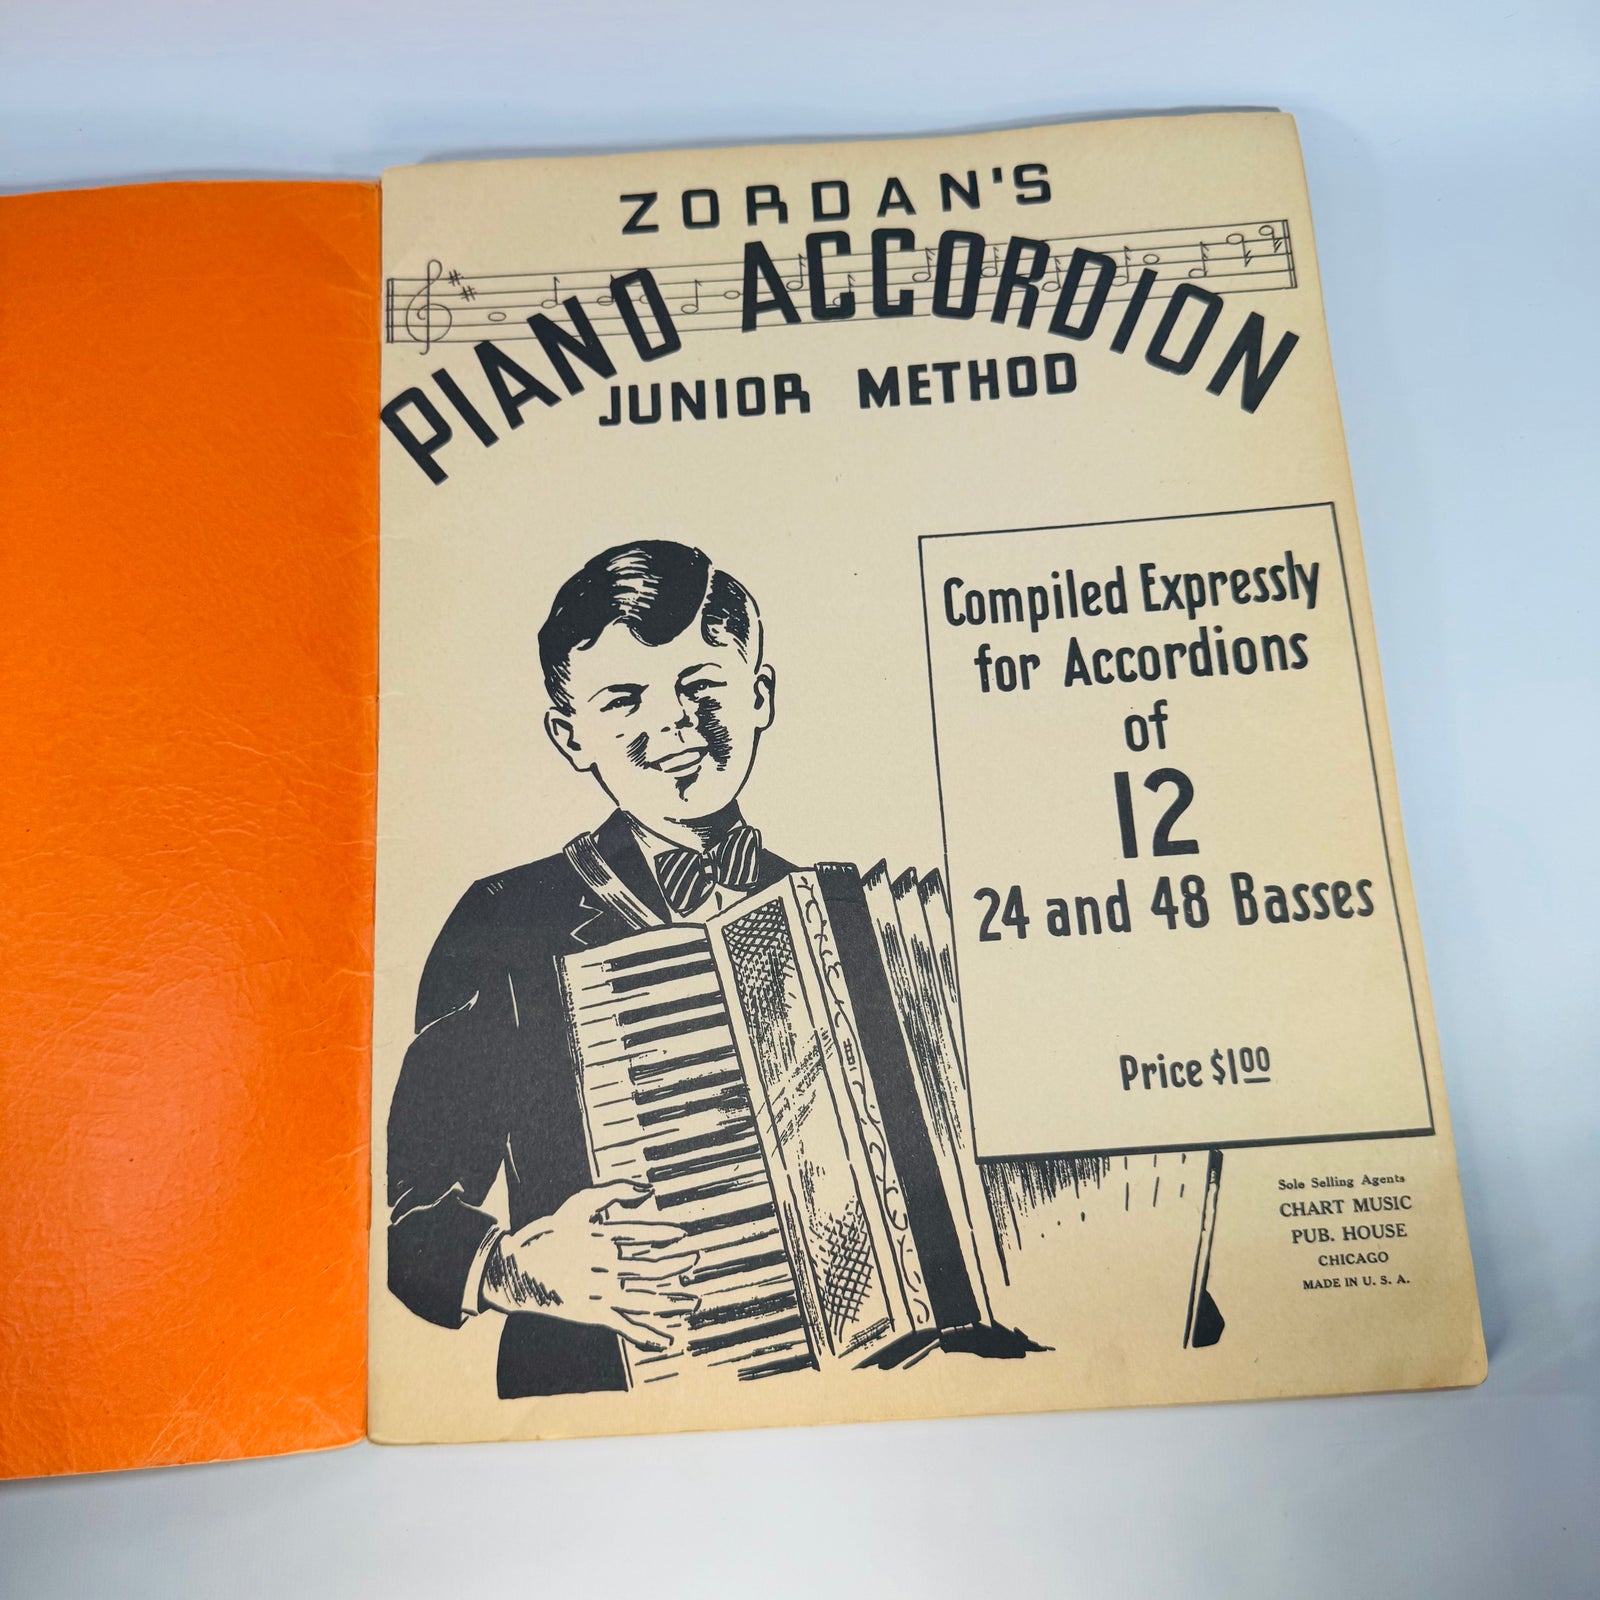 ZORDAN'S
PIANO ACCORDION
JUNIOR METHOD
Compiled Expressly
for Accordions
of
12
24 and 48 Basses
Price $1.00
Sole Selling Agents
CHART MUSIC
PUB. HOUSE
CHICAGO
MADE IN U. S. A.